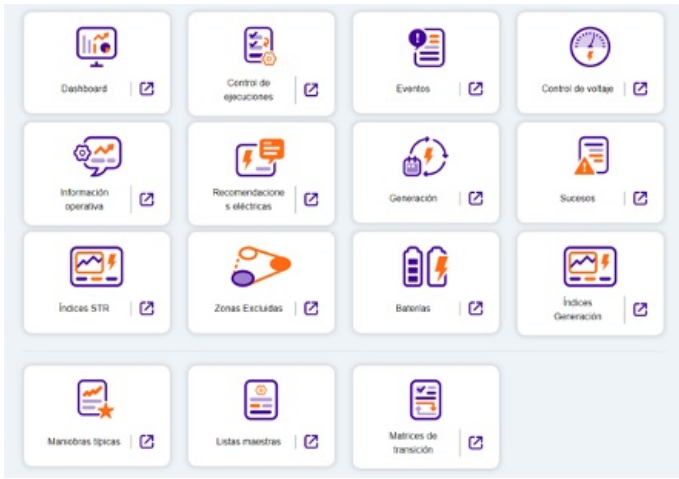 Dashboard
Control de
ejecuciones
Eventos
Control de voltaje
Información
operativa
Recomendacione
s eléctricas
Generación
Sucesos
Índices STR
Zonas Excluidas
Baterías
Índices
Generación
Maniobras típicas
Listas maestras
Matrices de
transición